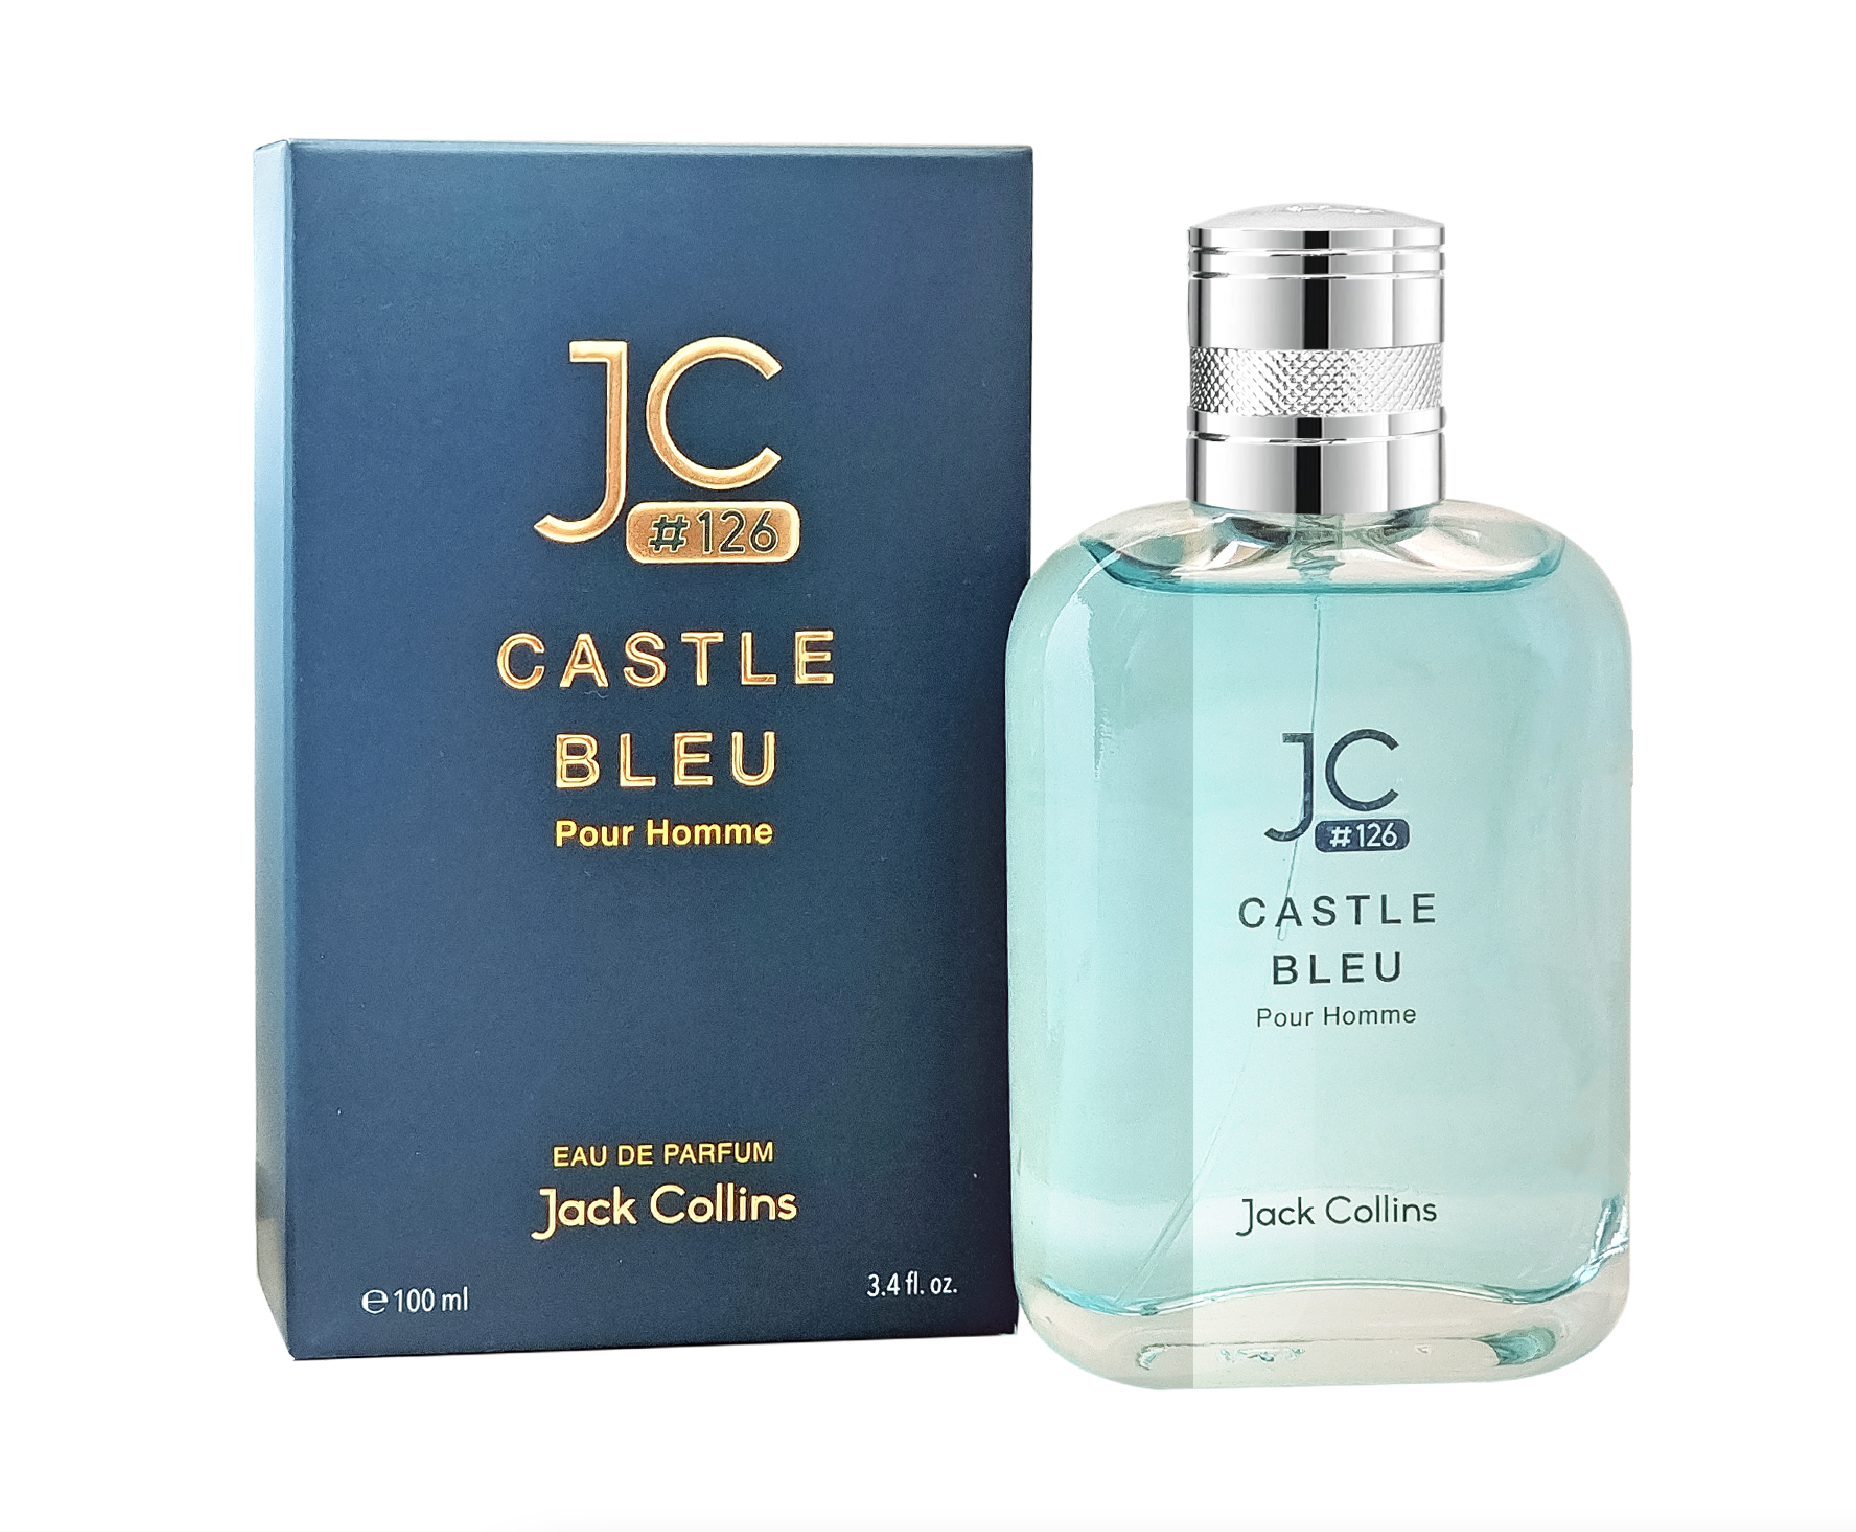 JC
#126
CASTLE
BLEU
Pour Homme
EAU DE PARFUM
Jack Collins
℮100 ml
3.4 fl. oz.
JC
#126
CASTLE
BLEU
Pour Homme
Jack Collins